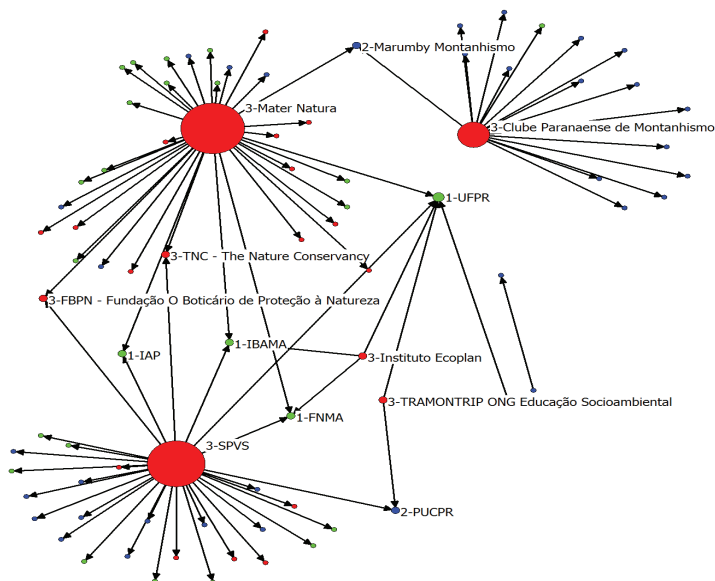 2-Marumby Montanhismo
3-Mater Natura
3-Clube Paranaense de Montanhismo
1-UFPR
3-TNC - The Nature Conservancy
3-FBPN - Fundação O Boticário de Proteção à Natureza
1-IBAMA
1-IAP
3-Instituto Ecoplan
3-TRAMONTRIP ONG Educação Socioambiental
1-FNMA
3-SPVS
2-PUCPR